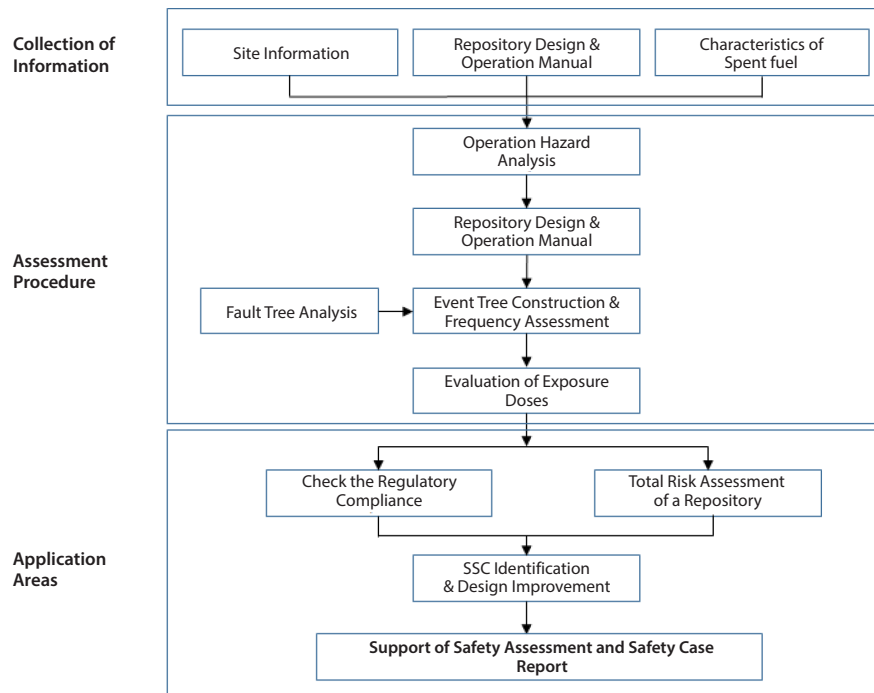 Collection of
Information
Site Information
Repository Design &
Operation Manual
Characteristics of
Spent fuel
Assessment
Procedure
Operation Hazard
Analysis
Repository Design &
Operation Manual
Fault Tree Analysis
Event Tree Construction &
Frequency Assessment
Evaluation of Exposure
Doses
Application
Areas
Check the Regulatory
Compliance
Total Risk Assessment
of a Repository
SSC Identification
& Design Improvement
Support of Safety Assessment and Safety Case
Report